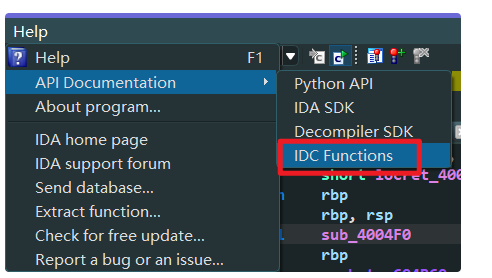 Help
Help F1
API Documentation
About program...
IDA home page
IDA support forum
Send database...
Extract function...
Check for free update...
Report a bug or an issue...
Python API
IDA SDK
Decompiler SDK
IDC Functions
rbp
rbp, rsp
sub_4004F0
rbp